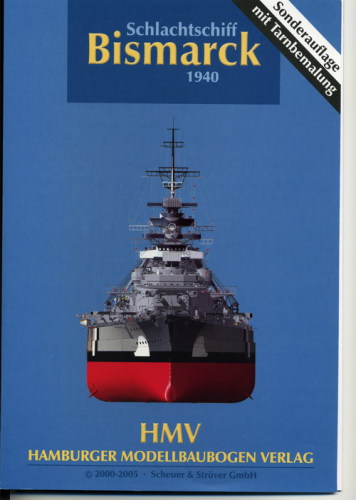 Schlachtschiff
Bismarck
1940
Sonderauflage
mit Tarnbemalung
HMV
HAMBURGER MODELLBAUBOGEN VERLAG
© 2000-2005 · Scheuer & Strüver GmbH